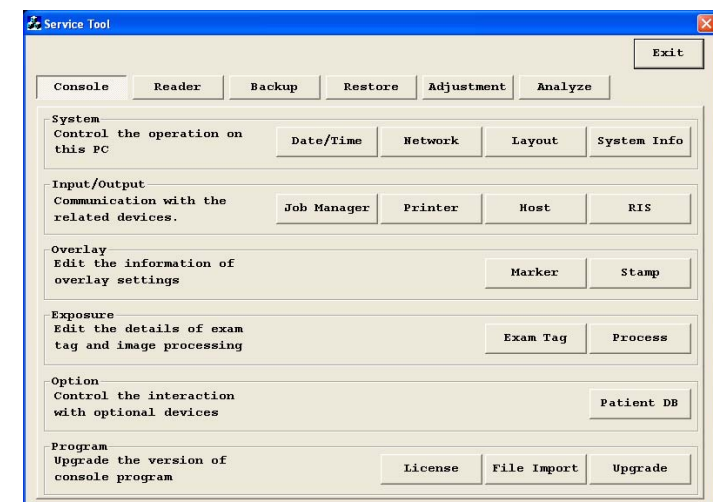 Service Tool
Exit
Console Reader Backup Restore Adjustment Analyze
System
Control the operation on
this PC
Date/Time Network Layout System Info
Input/Output
Communication with the
related devices.
Job Manager Printer Host RIS
Overlay
Edit the information of
overlay settings
Marker Stamp
Exposure
Edit the details of exam
tag and image processing
Exam Tag Process
Option
Control the interaction
with optional devices
Patient DB
Program
Upgrade the version of
console program
License File Import Upgrade